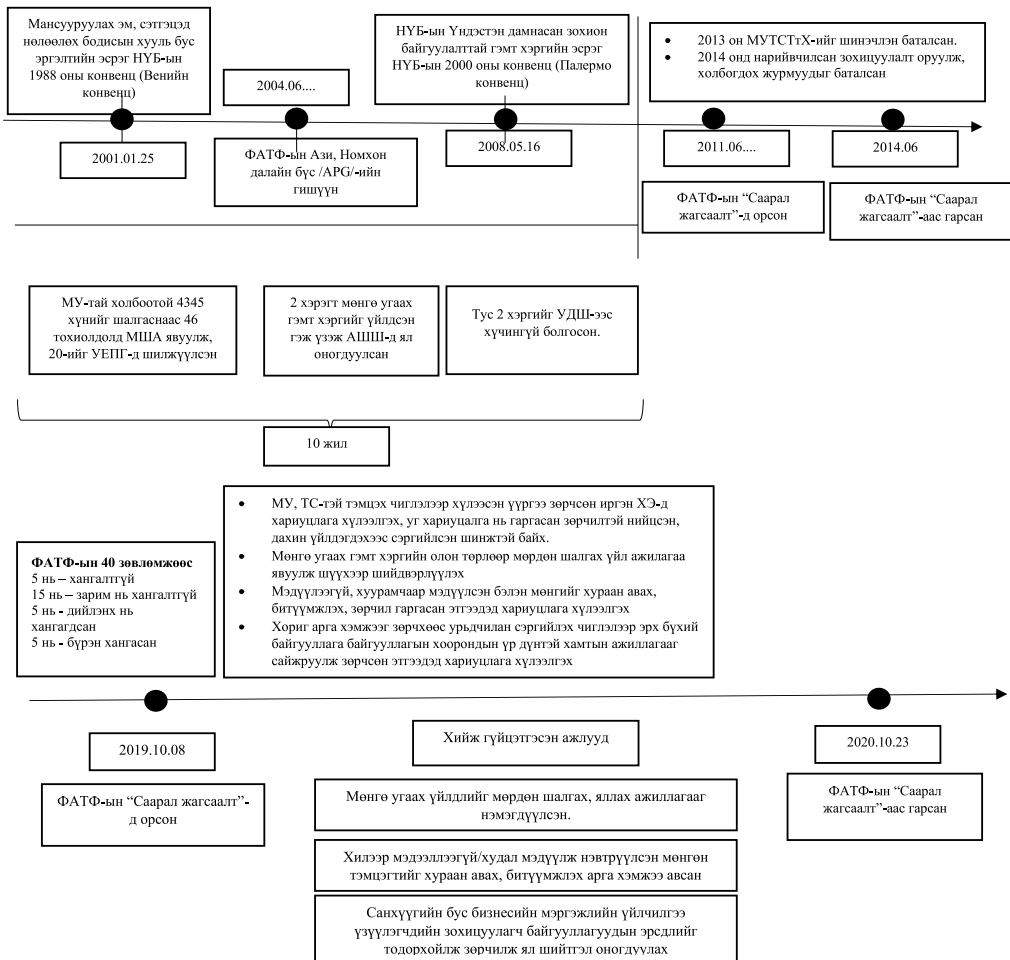 Мансууруулах эм, сэтгэцэд
нөлөөлөх бодисын хууль бус
эргэлтийн эсрэг НҮБ-ын
1988 оны конвенц (Венийн
конвенц)
2001.01.25
2004.06....
ФАТФ-ын Ази, Номхон
далайн бүс /APG/-ийн
гишүүн
НҮБ-ын Үндэстэн дамнасан зохион
байгуулалттай гэмт хэргийн эсрэг
НҮБ-ын 2000 оны конвенц (Палермо
конвенц)
2008.05.16
• 2013 он МУТСТтХ-ийг шинэчлэн баталсан.
• 2014 онд нарийвчилсан зохицуулалт оруулж,
холбогдох журмуудыг баталсан
2011.06....
2014.06
ФАТФ-ын “Саарал
жагсаалт”-д орсон
ФАТФ-ын “Саарал
жагсаалт”-аас гарсан
МУ-тай холбоотой 4345
хүнийг шалгаснаас 46
тохиолдолд МША явуулж,
20-ийг УЕПГ-д шилжүүлсэн
2 хэрэгт мөнгө угаах
гэмт хэргийг үйлдсэн
гэж үзэж АШШ-д ял
оногдуулсан
Тус 2 хэргийг УДШ-ээс
хүчингүй болгосон.
10 жил
ФАТФ-ын 40 зөвлөмжөөс
5 нь – хангалтгүй
15 нь – зарим нь хангалтгүй
5 нь - дийлэнх нь
хангагдсан
5 нь - бүрэн хангасан
• МУ, ТС-тэй тэмцэх чиглэлээр хүлээсэн үүргээ зөрчсөн иргэн ХЭ-д
хариуцлага хүлээлгэх, уг хариуцалга нь гаргасан зөрчилтэй нийцсэн,
дахин үйлдэгдэхээс сэргийлсэн шинжтэй байх.
• Мөнгө угаах гэмт хэргийн олон төрлөөр мөрдөн шалгах үйл ажилагаа
явуулж шүүхээр шийдвэрлүүлэх
• Мэдүүлээгүй, хуурамчаар мэдүүлсэн бэлэн мөнгийг хураан авах,
битүүмжлэх, зөрчил гаргасан этгээдэд хариуцлага хүлээлгэх
• Хориг арга хэмжээг зөрчхөөс урьдчилан сэргийлэх чиглэлээр эрх бүхий
байгууллага байгууллагын хоорондын үр дүнтэй хамтын ажиллагааг
сайжруулж зөрчсөн этгээдэд хариуцлага хүлээлгэх
2019.10.08
ФАТФ-ын “Саарал жагсаалт”-
д орсон
Хийж гүйцэтгэсэн ажлууд
Мөнгө угаах үйлдлийг мөрдөн шалгах, яллах ажиллагааг
нэмэгдүүлсэн.
Хилээр мэдээллээгүй/худал мэдүүлж нэвтрүүлсэн мөнгөн
тэмцэгтийг хураан авах, битүүмжлэх арга хэмжээ авсан
Санхүүгийн бус бизнесийн мэргэжлийн үйлчилгээ
үзүүлэгчдийн зохицуулагч байгууллагуудын эрсдлийг
тодорхойлж зөрчилж ял шийтгэл оногдуулах
2020.10.23
ФАТФ-ын “Саарал
жагсаалт”-аас гарсан